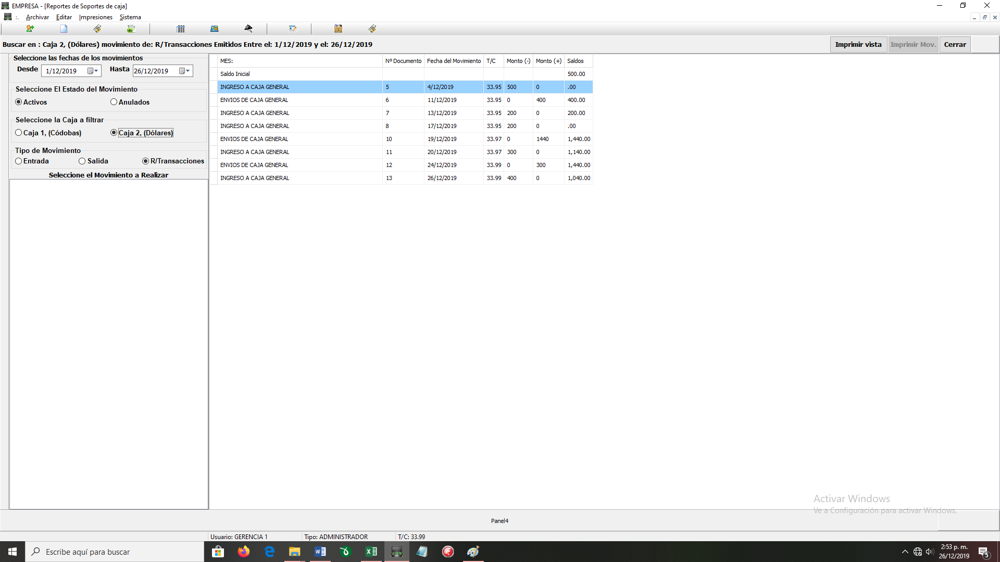 EMPRESA - [Reportes de Soportes de caja]
:. Archivar Editar Impresiones Sistema
Buscar en : Caja 2, (Dólares) movimiento de: R/Transacciones Emitidos Entre el: 1/12/2019 y el: 26/12/2019
Imprimir vista Imprimir Mov. Cerrar
Seleccione las fechas de los movimientos
Desde 1/12/2019 Hasta 26/12/2019
Seleccione El Estado del Movimiento
Activos Anulados
Seleccione la Caja a filtrar
Caja 1, (Códobas) Caja 2, (Dólares)
Tipo de Movimiento
Entrada Salida R/Transacciones
Seleccione el Movimiento a Realizar
MES: Nº Documento Fecha del Movimiento T/C Monto (-) Monto (+) Saldos
Saldo Inicial 500.00
INGRESO A CAJA GENERAL 5 4/12/2019 33.95 500 0 .00
ENVIOS DE CAJA GENERAL 6 11/12/2019 33.95 0 400 400.00
INGRESO A CAJA GENERAL 7 13/12/2019 33.95 200 0 200.00
INGRESO A CAJA GENERAL 8 17/12/2019 33.95 200 0 .00
ENVIOS DE CAJA GENERAL 10 19/12/2019 33.97 0 1440 1,440.00
INGRESO A CAJA GENERAL 11 20/12/2019 33.97 300 0 1,140.00
ENVIOS DE CAJA GENERAL 12 24/12/2019 33.99 0 300 1,440.00
INGRESO A CAJA GENERAL 13 26/12/2019 33.99 400 0 1,040.00
Activar Windows
Ve a Configuración para activar Windows.
Panel4
Usuario: GERENCIA 1 Tipo: ADMINISTRADOR T/C: 33.99
Escribe aquí para buscar
2:53 p. m.
26/12/2019
5